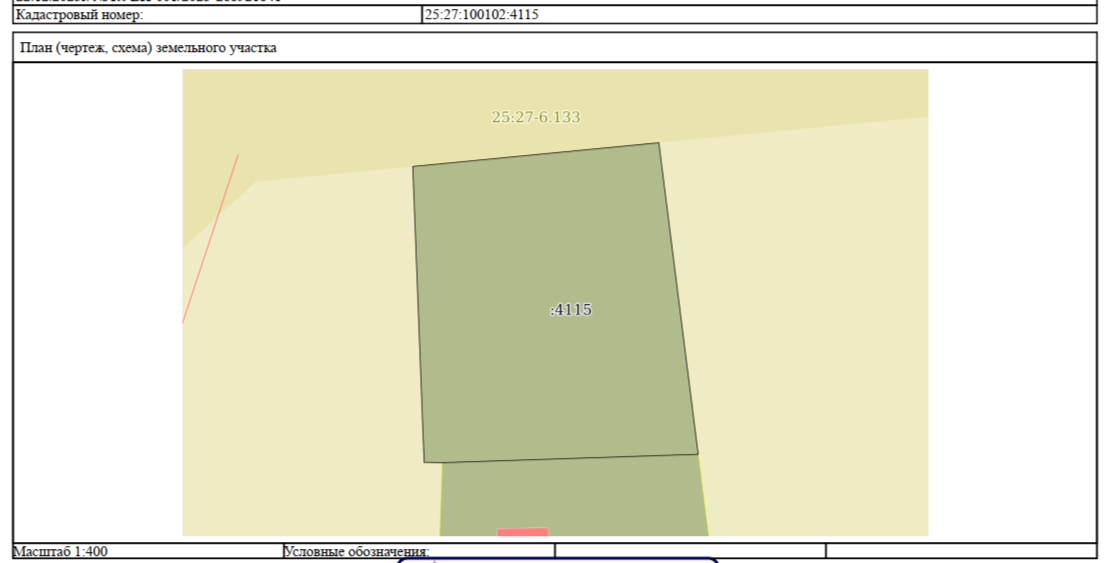 Кадастровый номер: 25:27:100102:4115
План (чертеж, схема) земельного участка
25:27-6.133
:4115
Масштаб 1:400 Условные обозначения: